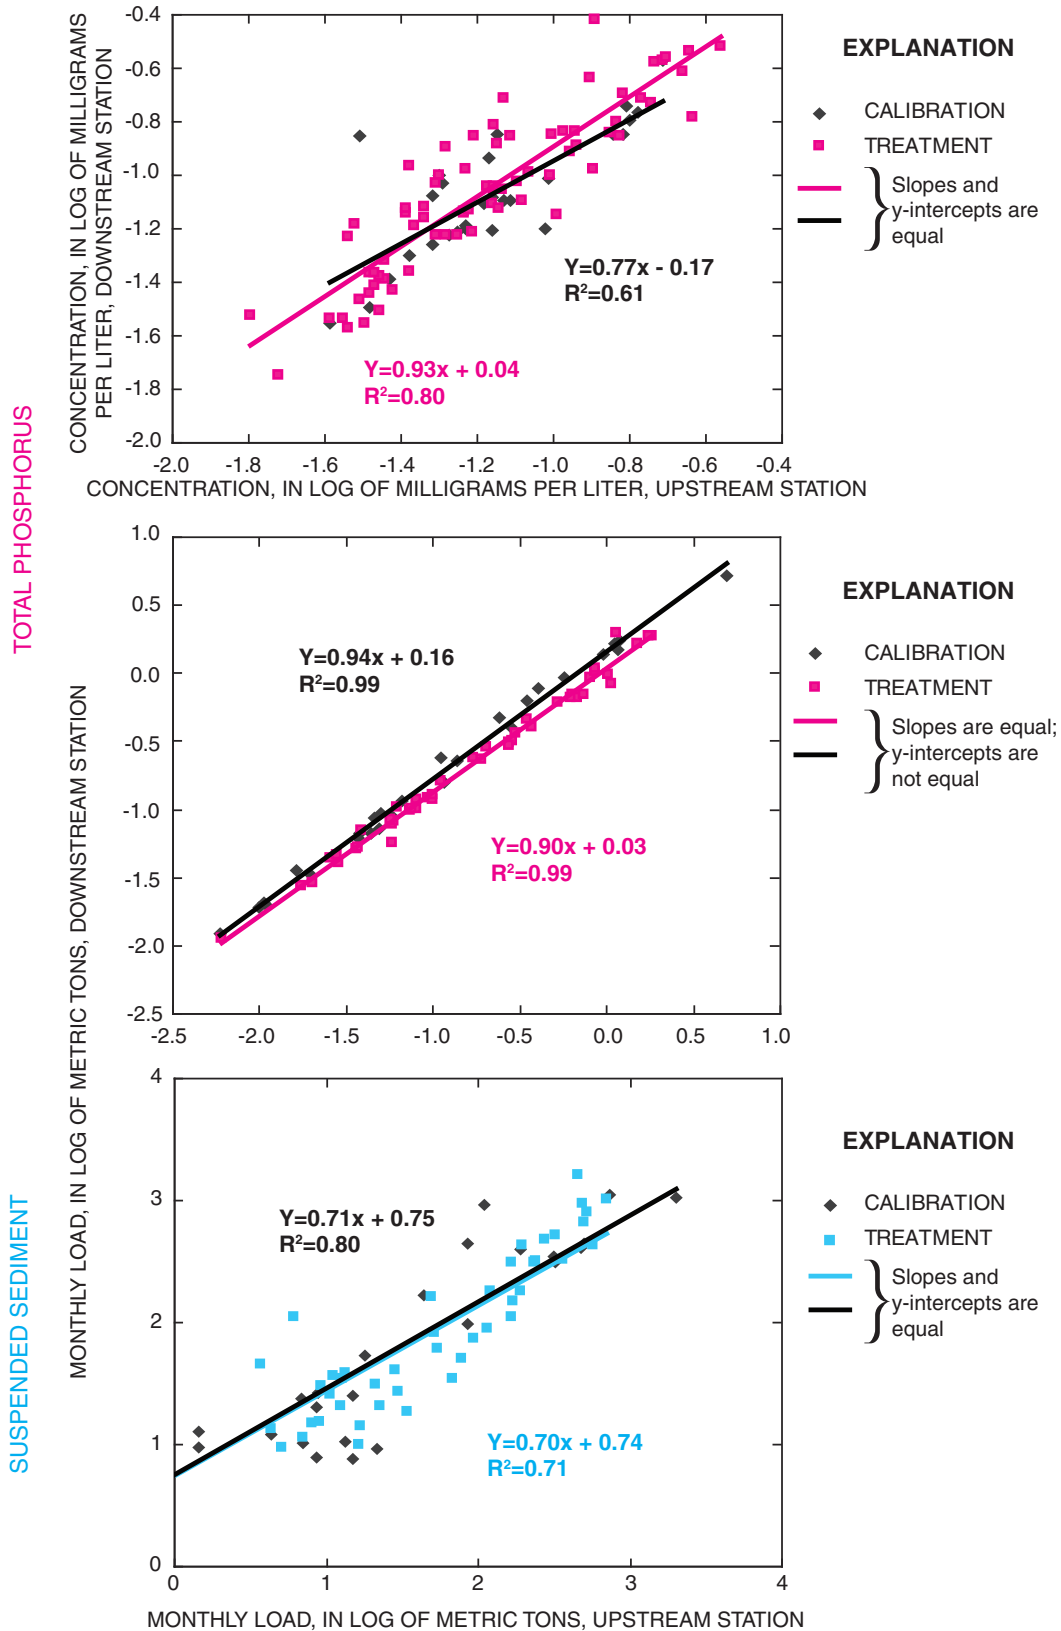 TOTAL PHOSPHORUS
CONCENTRATION, IN LOG OF MILLIGRAMS
PER LITER, DOWNSTREAM STATION
-0.4
-0.6
-0.8
-1.0
-1.2
-1.4
-1.6
-1.8
-2.0
Y=0.77x - 0.17
R²=0.61
Y=0.93x + 0.04
R²=0.80
-2.0 -1.8 -1.6 -1.4 -1.2 -1.0 -0.8 -0.6 -0.4
CONCENTRATION, IN LOG OF MILLIGRAMS PER LITER, UPSTREAM STATION
EXPLANATION
CALIBRATION
TREATMENT
Slopes and
y-intercepts are
equal
MONTHLY LOAD, IN LOG OF METRIC TONS, DOWNSTREAM STATION
1.0
0.5
0.0
-0.5
-1.0
-1.5
-2.0
-2.5
Y=0.94x + 0.16
R²=0.99
Y=0.90x + 0.03
R²=0.99
-2.5 -2.0 -1.5 -1.0 -0.5 0.0 0.5 1.0
EXPLANATION
CALIBRATION
TREATMENT
Slopes are equal;
y-intercepts are
not equal
SUSPENDED SEDIMENT
4
3
2
1
0
Y=0.71x + 0.75
R²=0.80
Y=0.70x + 0.74
R²=0.71
0 1 2 3 4
MONTHLY LOAD, IN LOG OF METRIC TONS, UPSTREAM STATION
EXPLANATION
CALIBRATION
TREATMENT
Slopes and
y-intercepts are
equal